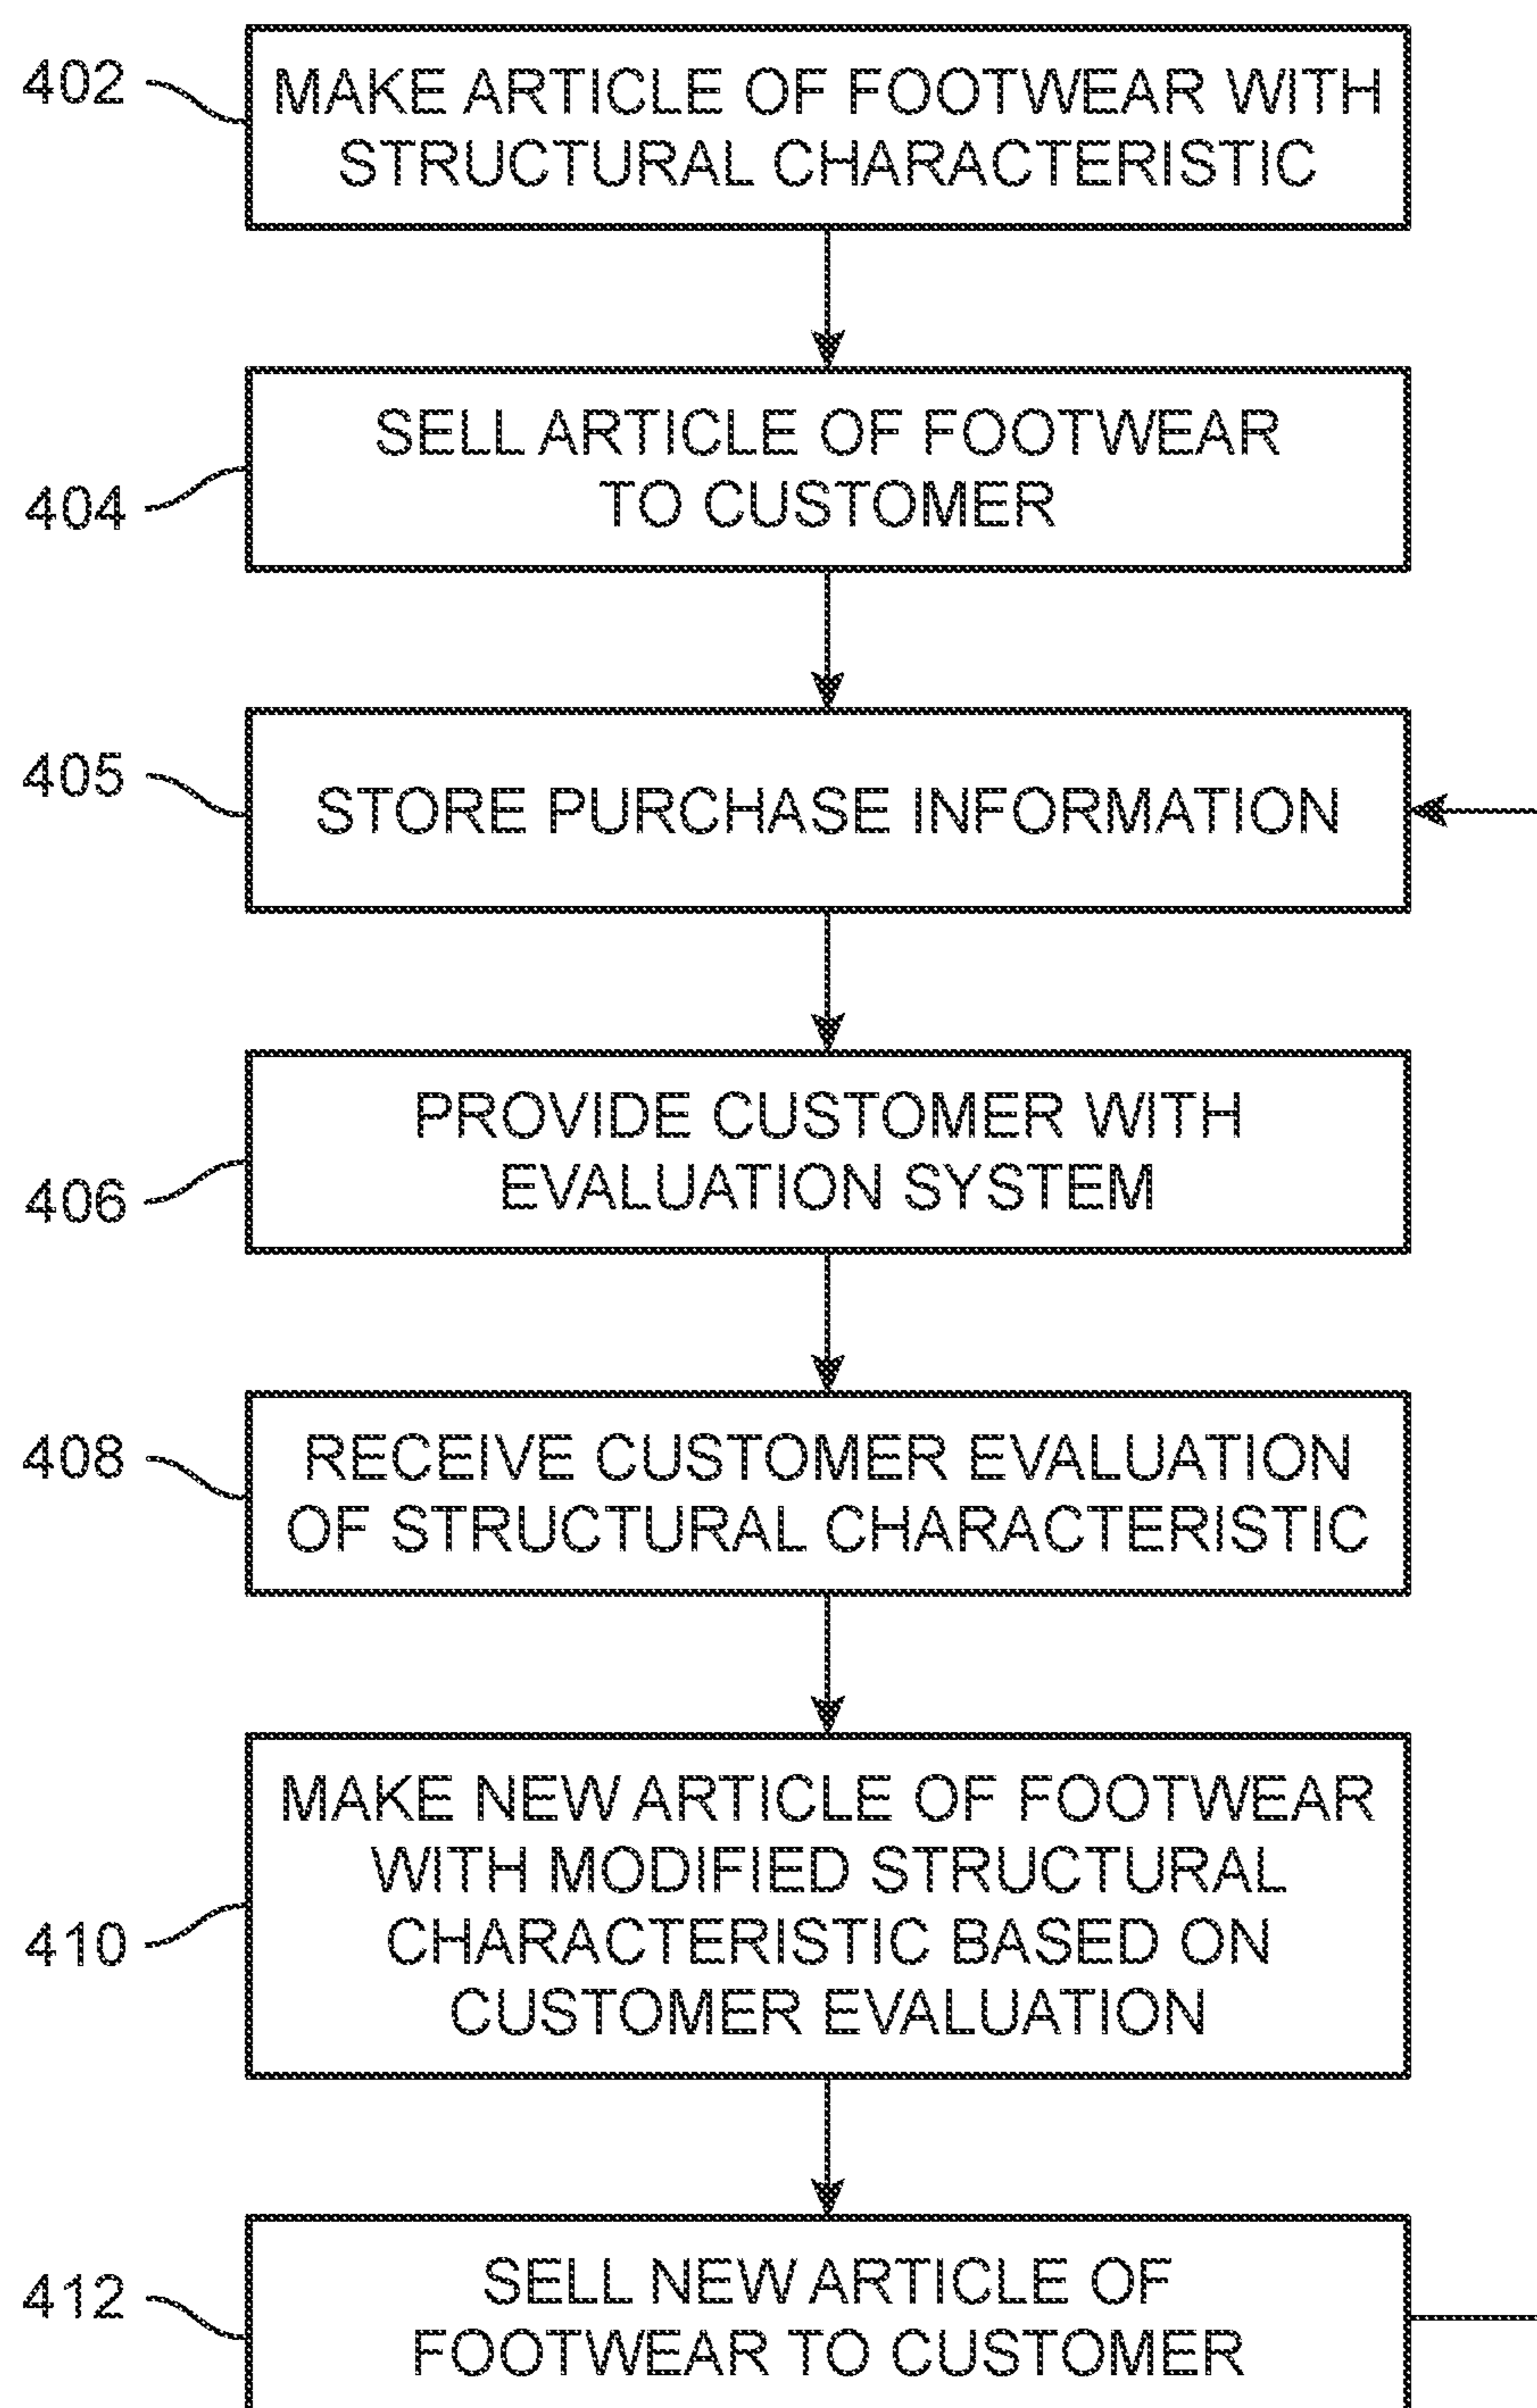 402
MAKE ARTICLE OF FOOTWEAR WITH
STRUCTURAL CHARACTERISTIC
404
SELL ARTICLE OF FOOTWEAR
TO CUSTOMER
405
STORE PURCHASE INFORMATION
406
PROVIDE CUSTOMER WITH
EVALUATION SYSTEM
408
RECEIVE CUSTOMER EVALUATION
OF STRUCTURAL CHARACTERISTIC
410
MAKE NEW ARTICLE OF FOOTWEAR
WITH MODIFIED STRUCTURAL
CHARACTERISTIC BASED ON
CUSTOMER EVALUATION
412
SELL NEW ARTICLE OF
FOOTWEAR TO CUSTOMER